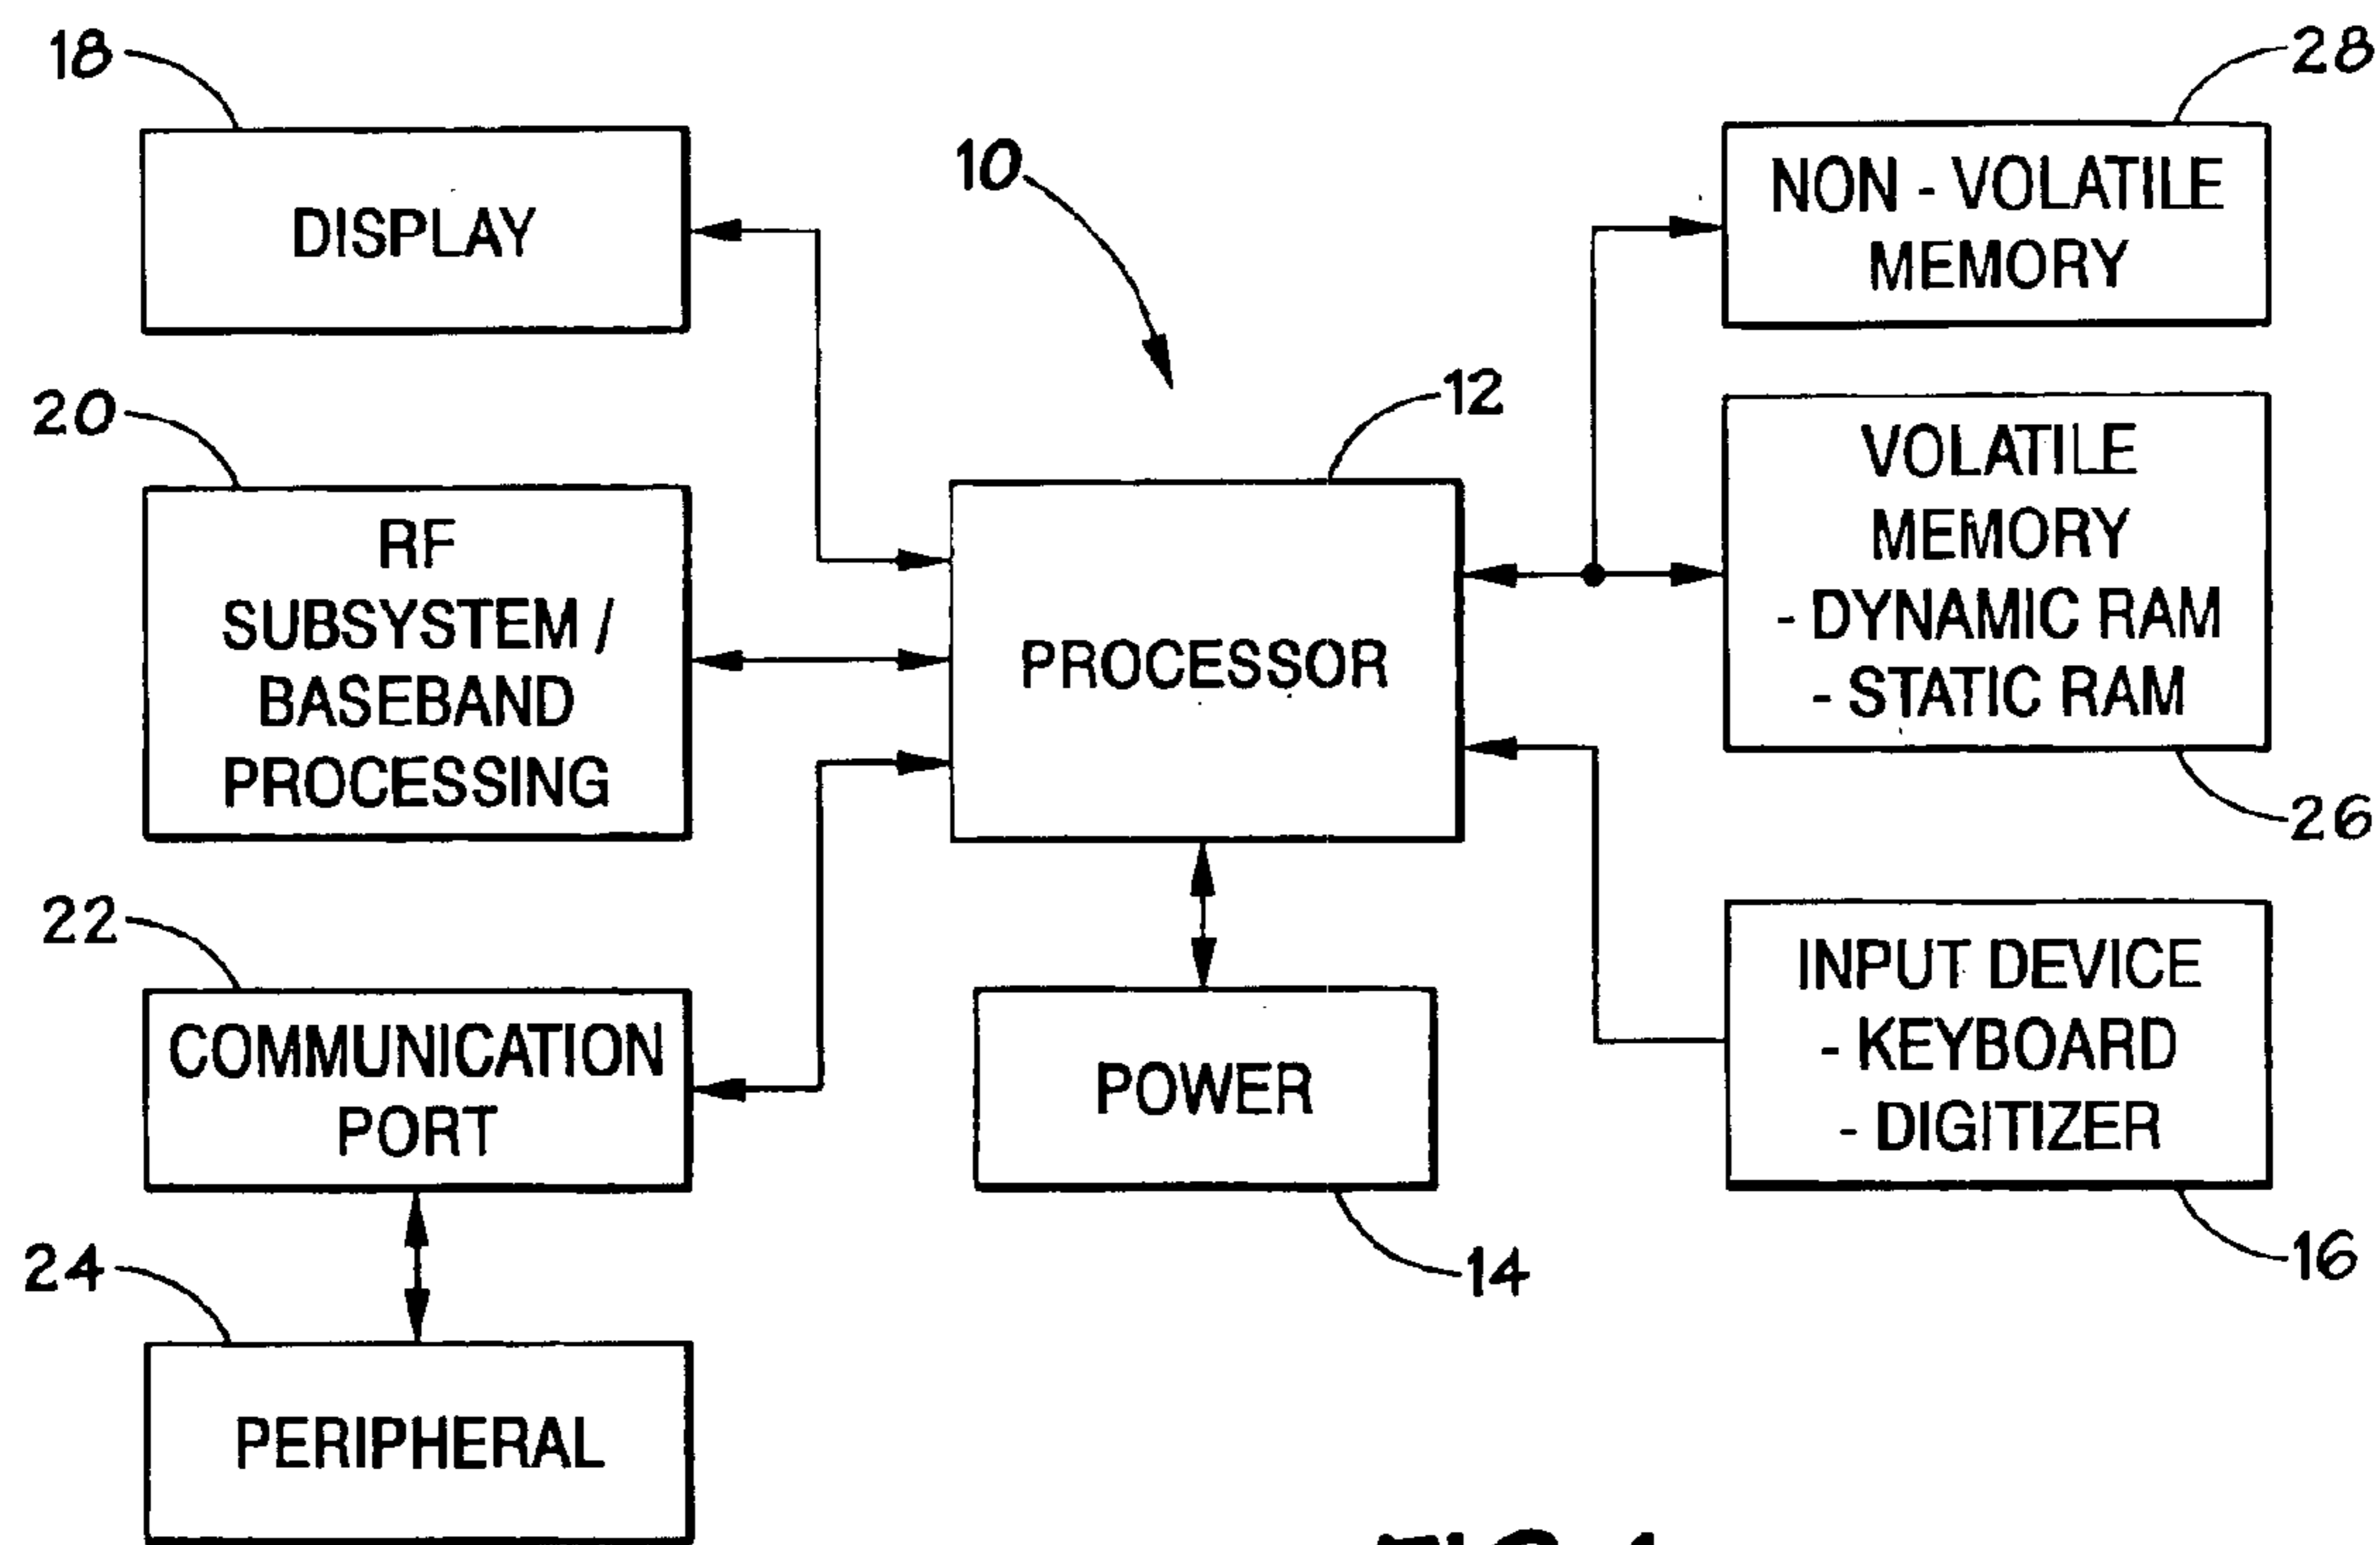 18
DISPLAY
10
28
NON - VOLATILE
MEMORY
20
RF
SUBSYSTEM /
BASEBAND
PROCESSING
12
PROCESSOR
VOLATILE
MEMORY
- DYNAMIC RAM
- STATIC RAM
26
22
COMMUNICATION
PORT
POWER
14
INPUT DEVICE
- KEYBOARD
- DIGITIZER
16
24
PERIPHERAL